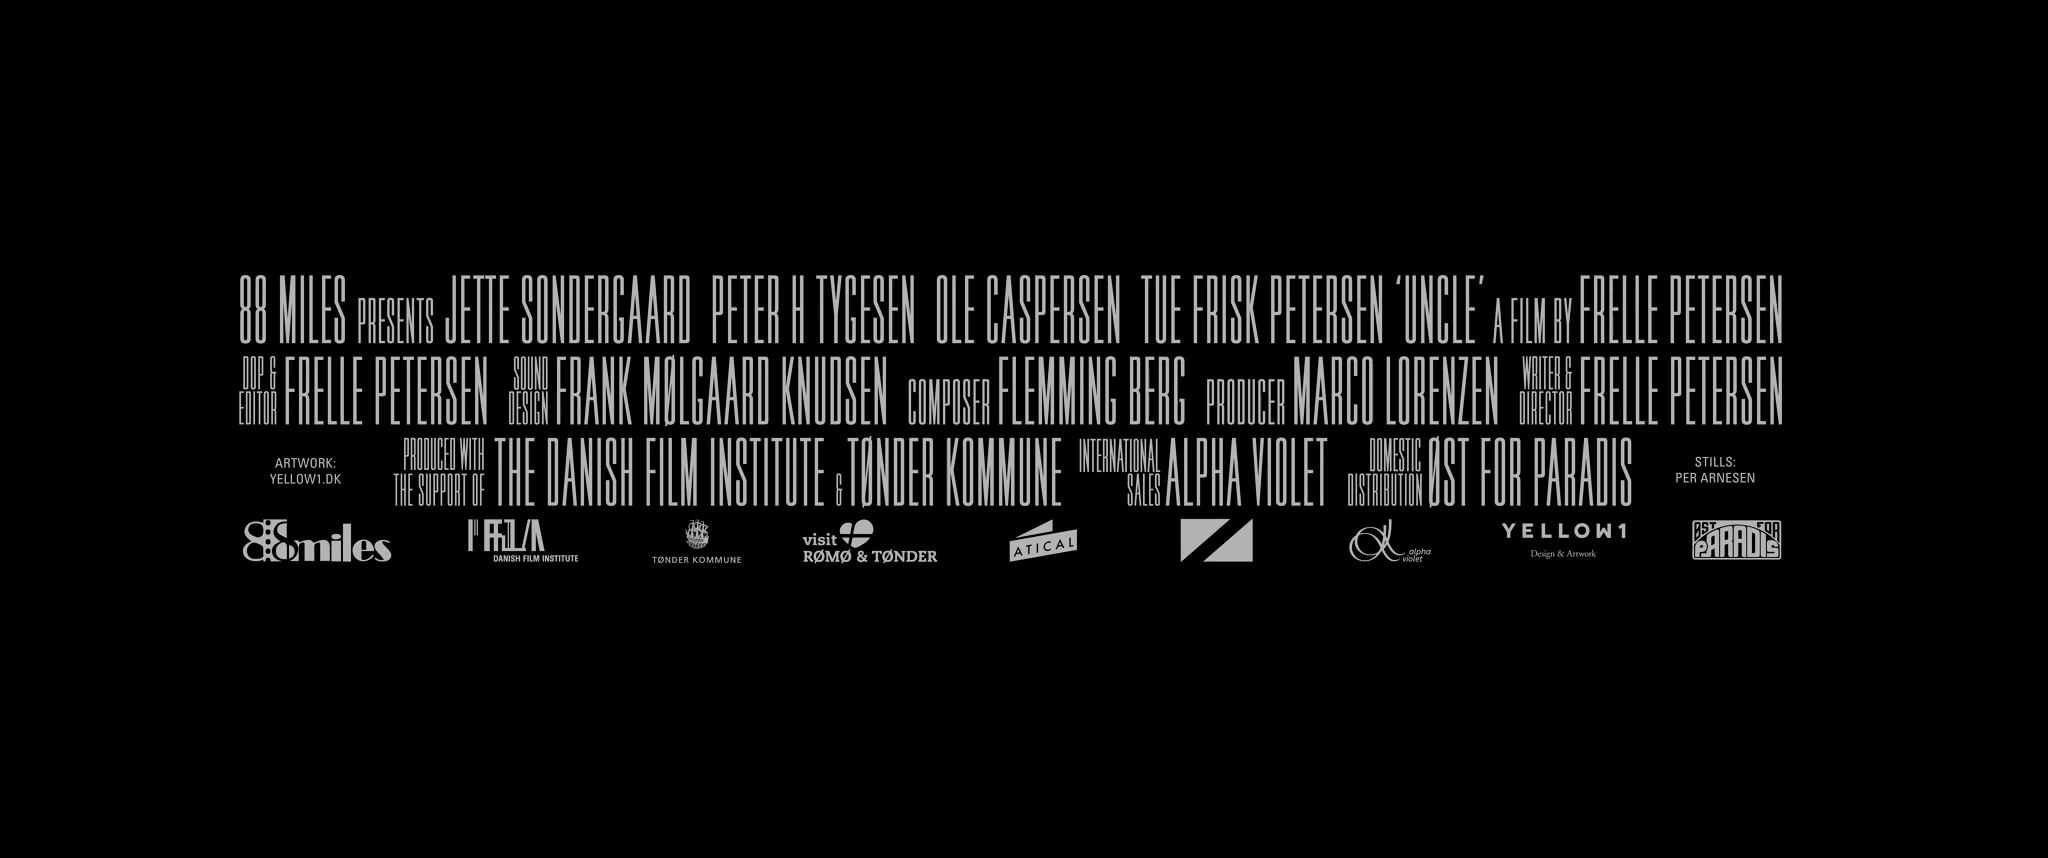 88 MILES PRESENTS JETTE SONDERGAARD PETER H TYGESEN OLE CASPERSEN TUE FRISK PETERSEN ‘UNCLE’ A FILM BY FRELLE PETERSEN
DOP & EDITOR FRELLE PETERSEN SOUND DESIGN FRANK MØLGAARD KNUDSEN COMPOSER FLEMMING BERG PRODUCER MARCO LORENZEN WRITER & DIRECTOR FRELLE PETERSEN
ARTWORK:
YELLOW1.DK
PRODUCED WITH THE SUPPORT OF THE DANISH FILM INSTITUTE & TØNDER KOMMUNE INTERNATIONAL SALES ALPHA VIOLET DOMESTIC DISTRIBUTION ØST FOR PARADIS
STILLS:
PER ARNESEN
88miles
DANISH FILM INSTITUTE
TØNDER KOMMUNE
visit
RØMØ & TØNDER
ATICAL
alpha
violet
YELLOW1
Design & Artwork
ØST FOR
PARADIS